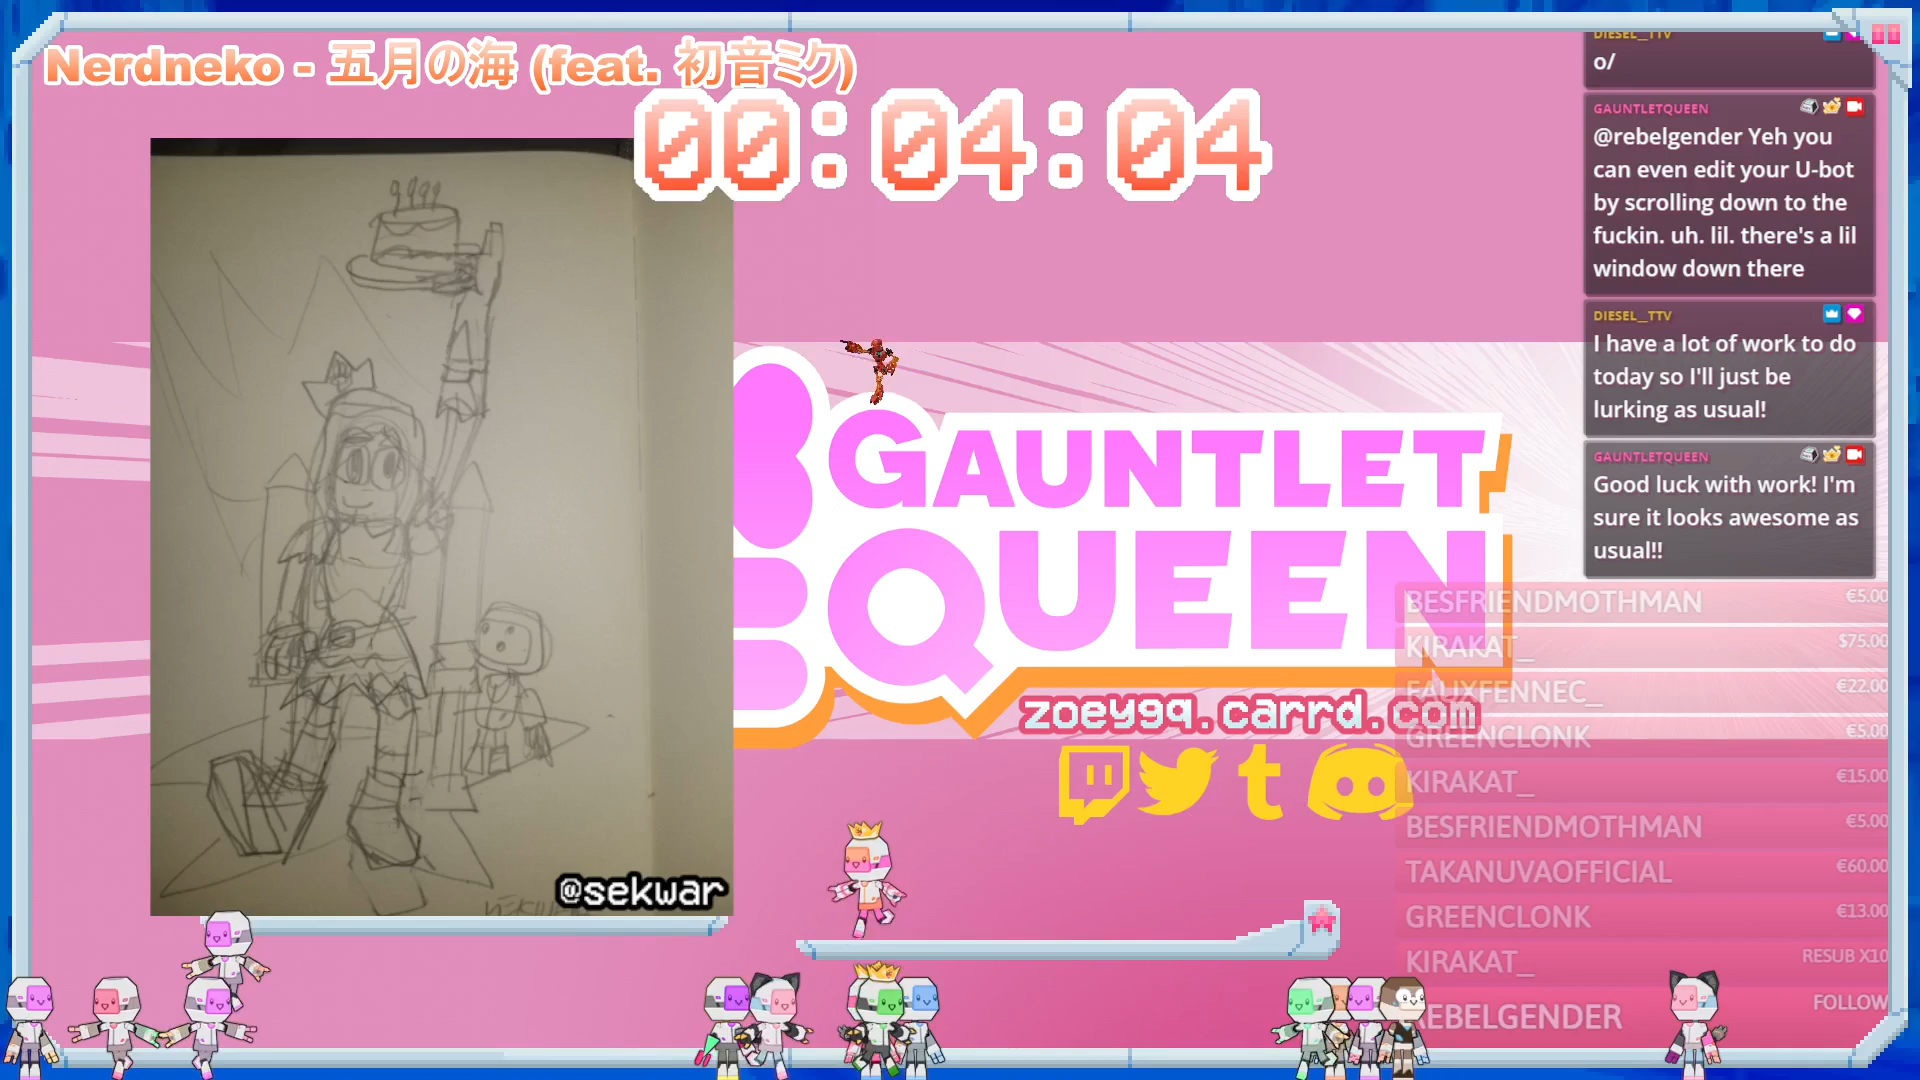 Nerdneko - 五月の海 (feat. 初音ミク)
00:04:04
DIESEL__TTV
o/
GAUNTLETQUEEN
@rebelgender Yeh you
can even edit your U-bot
by scrolling down to the
fuckin. uh. lil. there's a lil
window down there
DIESEL__TTV
I have a lot of work to do
today so I'll just be
lurking as usual!
GAUNTLETQUEEN
Good luck with work! I'm
sure it looks awesome as
usual!!
GAUNTLET
QUEEN
zoeygq.carrd.com
@sekwar
BESFRIENDMOTHMAN €5.00
KIRAKAT_ $75.00
FAUXFENNEC_ €22.00
GREENCLONK €5.00
KIRAKAT_ €15.00
BESFRIENDMOTHMAN €5.00
TAKANUVAOFFICIAL €60.00
GREENCLONK €13.00
KIRAKAT_ RESUB X10
REBELGENDER FOLLOW